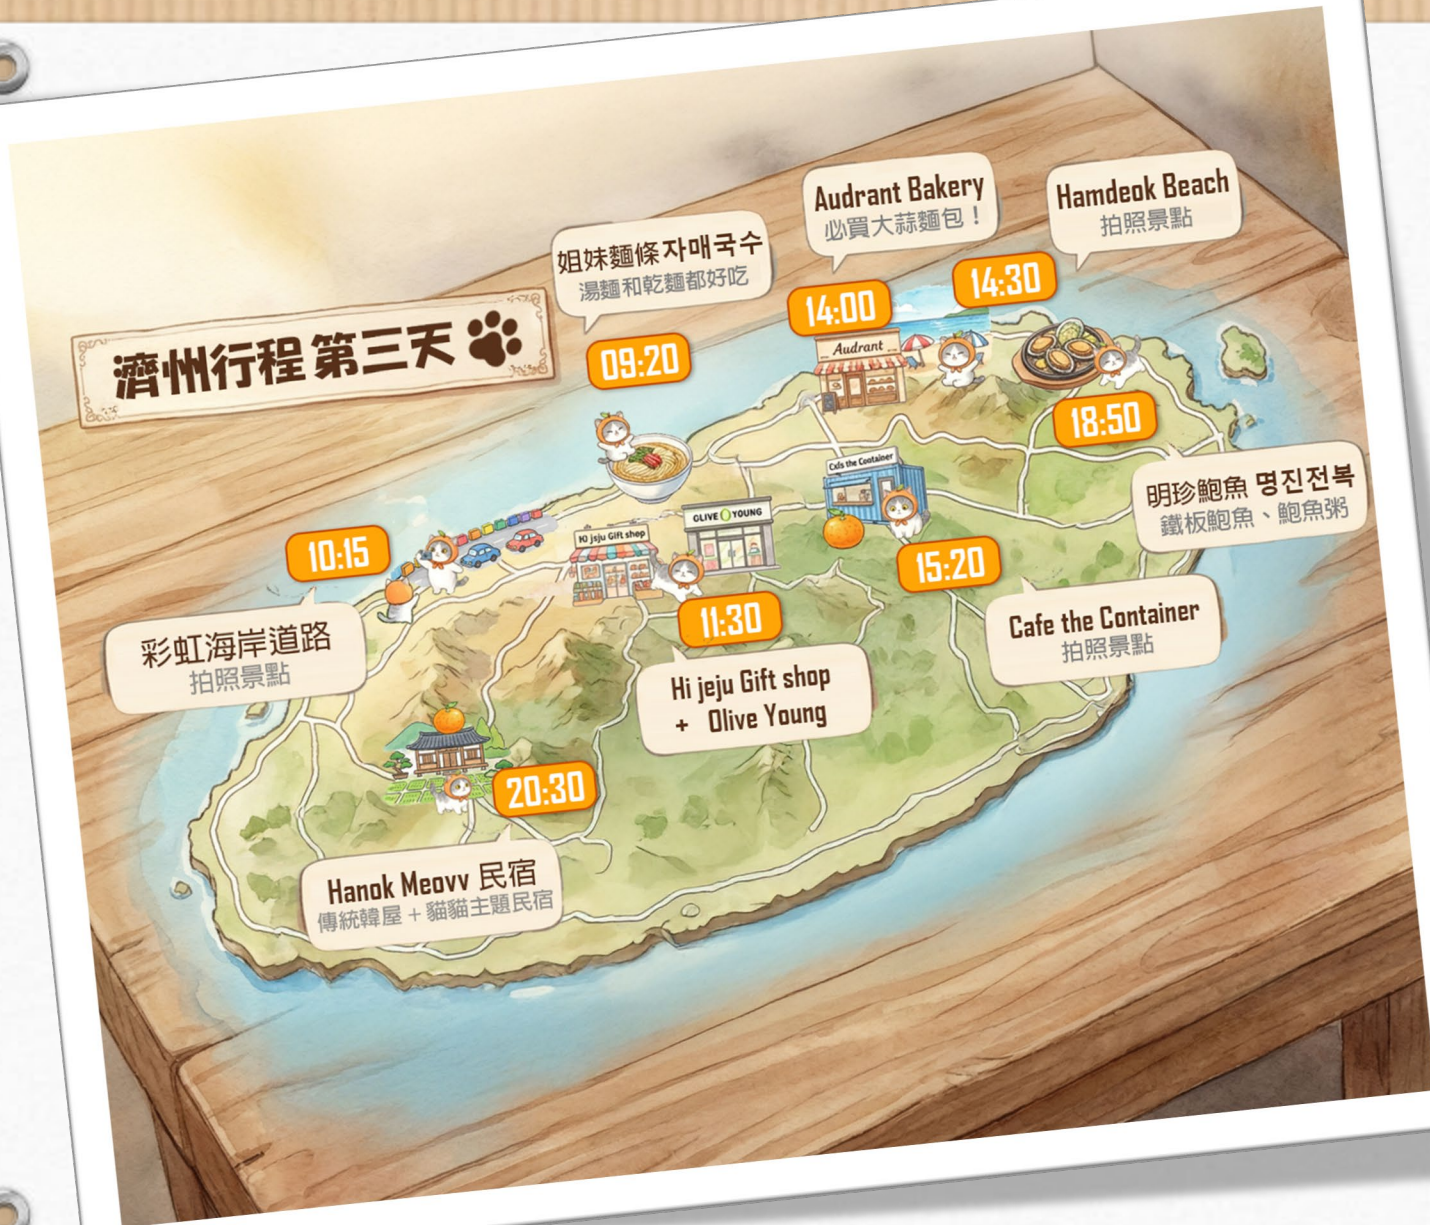 濟州行程 第三天
姐妹麵條 자매국수
湯麵和乾麵都好吃
09:20
Audrant Bakery
必買大蒜麵包！
14:00
Hamdeok Beach
拍照景點
14:30
Audrant
18:50
明珍鮑魚 명진전복
鐵板鮑魚、鮑魚粥
10:15
彩虹海岸道路
拍照景點
Hi jsju Gift shop
OLIVE YOUNG
11:30
Hi jeju Gift shop
+ Olive Young
Cxls the Container
15:20
Cafe the Container
拍照景點
20:30
Hanok Meovv 民宿
傳統韓屋 + 貓貓主題民宿